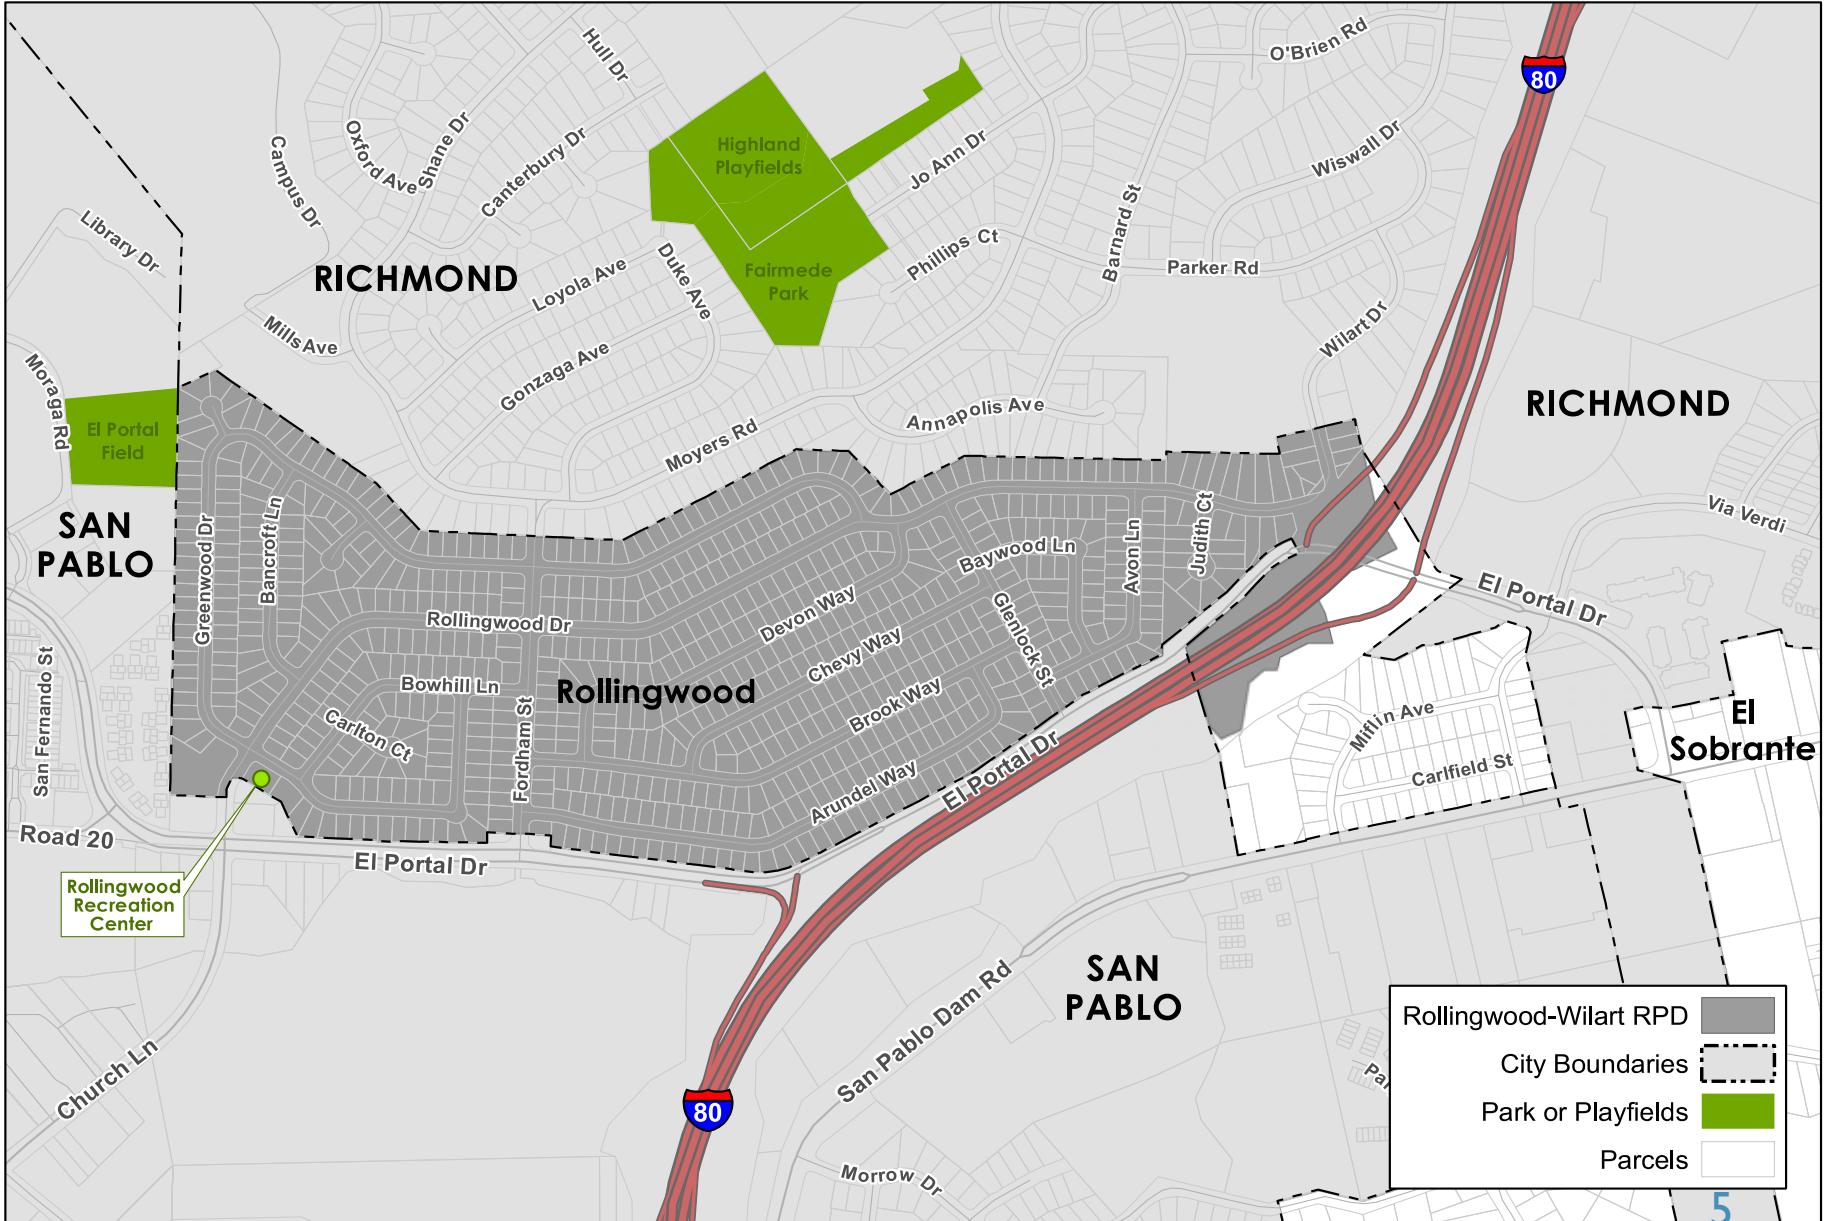 Hull Dr
O'Brien Rd
80
Oxford Ave
Shane Dr
Campus Dr
Canterbury Dr
Highland
Playfields
Jo Ann Dr
Wiswall Dr
Library Dr
RICHMOND
Loyola Ave
Duke Ave
Fairmede
Park
Phillips Ct
Barnard St
Parker Rd
Mills Ave
Gonzaga Ave
Wilart Dr
Moraga Rd
El Portal
Field
Moyers Rd
Annapolis Ave
RICHMOND
SAN
PABLO
Greenwood Dr
Bancroft Ln
Baywood Ln
Avon Ln
Judith Ct
Via Verdi
El Portal Dr
Rollingwood Dr
Devon Way
Chevy Way
Glenlock St
San Fernando St
Bowhill Ln
Rollingwood
Brook Way
Carlton Ct
Fordham St
Miflin Ave
El
Sobrante
Carlfield St
Arundel Way
El Portal Dr
Road 20
El Portal Dr
Rollingwood
Recreation
Center
SAN
PABLO
San Pablo Dam Rd
Church Ln
80
Morrow Dr
Rollingwood-Wilart RPD
City Boundaries
Park or Playfields
Parcels
5